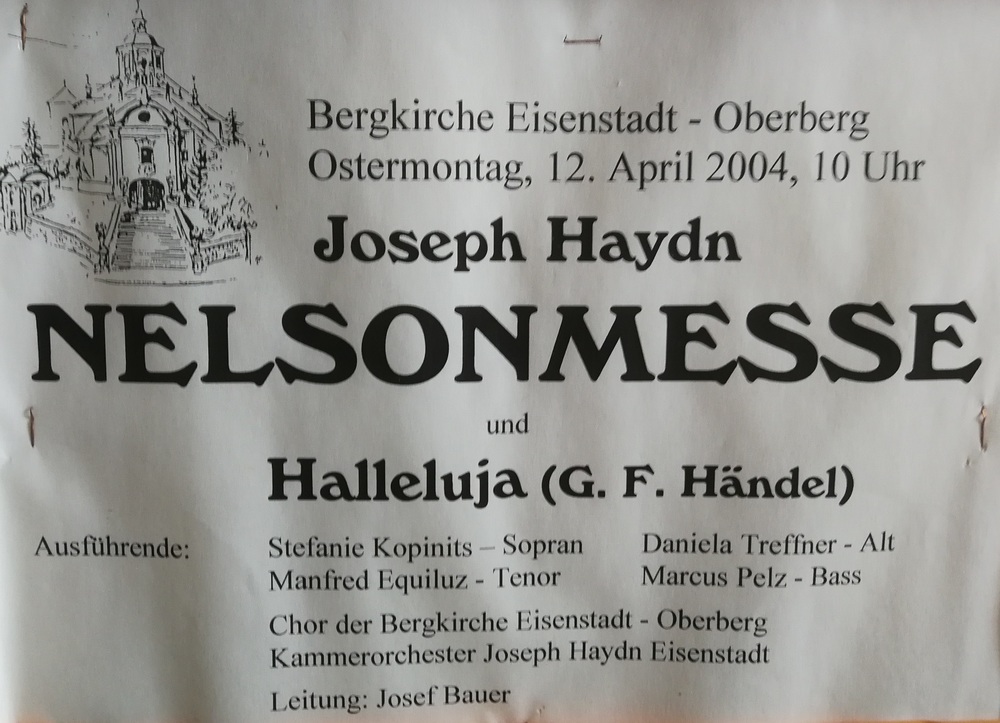 Bergkirche Eisenstadt - Oberberg
Ostermontag, 12. April 2004, 10 Uhr
Joseph Haydn
NELSONMESSE
und
Halleluja (G. F. Händel)
Ausführende:
Stefanie Kopinits – Sopran Daniela Treffner - Alt
Manfred Equiluz - Tenor Marcus Pelz - Bass
Chor der Bergkirche Eisenstadt - Oberberg
Kammerorchester Joseph Haydn Eisenstadt
Leitung: Josef Bauer